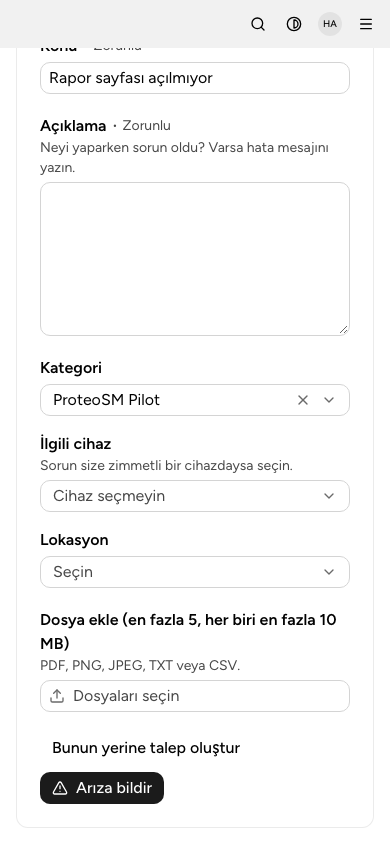 HA
Konu · Zorunlu
Rapor sayfası açılmıyor
Açıklama · Zorunlu
Neyi yaparken sorun oldu? Varsa hata mesajını
yazın.
Kategori
ProteoSM Pilot
İlgili cihaz
Sorun size zimmetli bir cihazdaysa seçin.
Cihaz seçmeyin
Lokasyon
Seçin
Dosya ekle (en fazla 5, her biri en fazla 10
MB)
PDF, PNG, JPEG, TXT veya CSV.
Dosyaları seçin
Bunun yerine talep oluştur
Arıza bildir